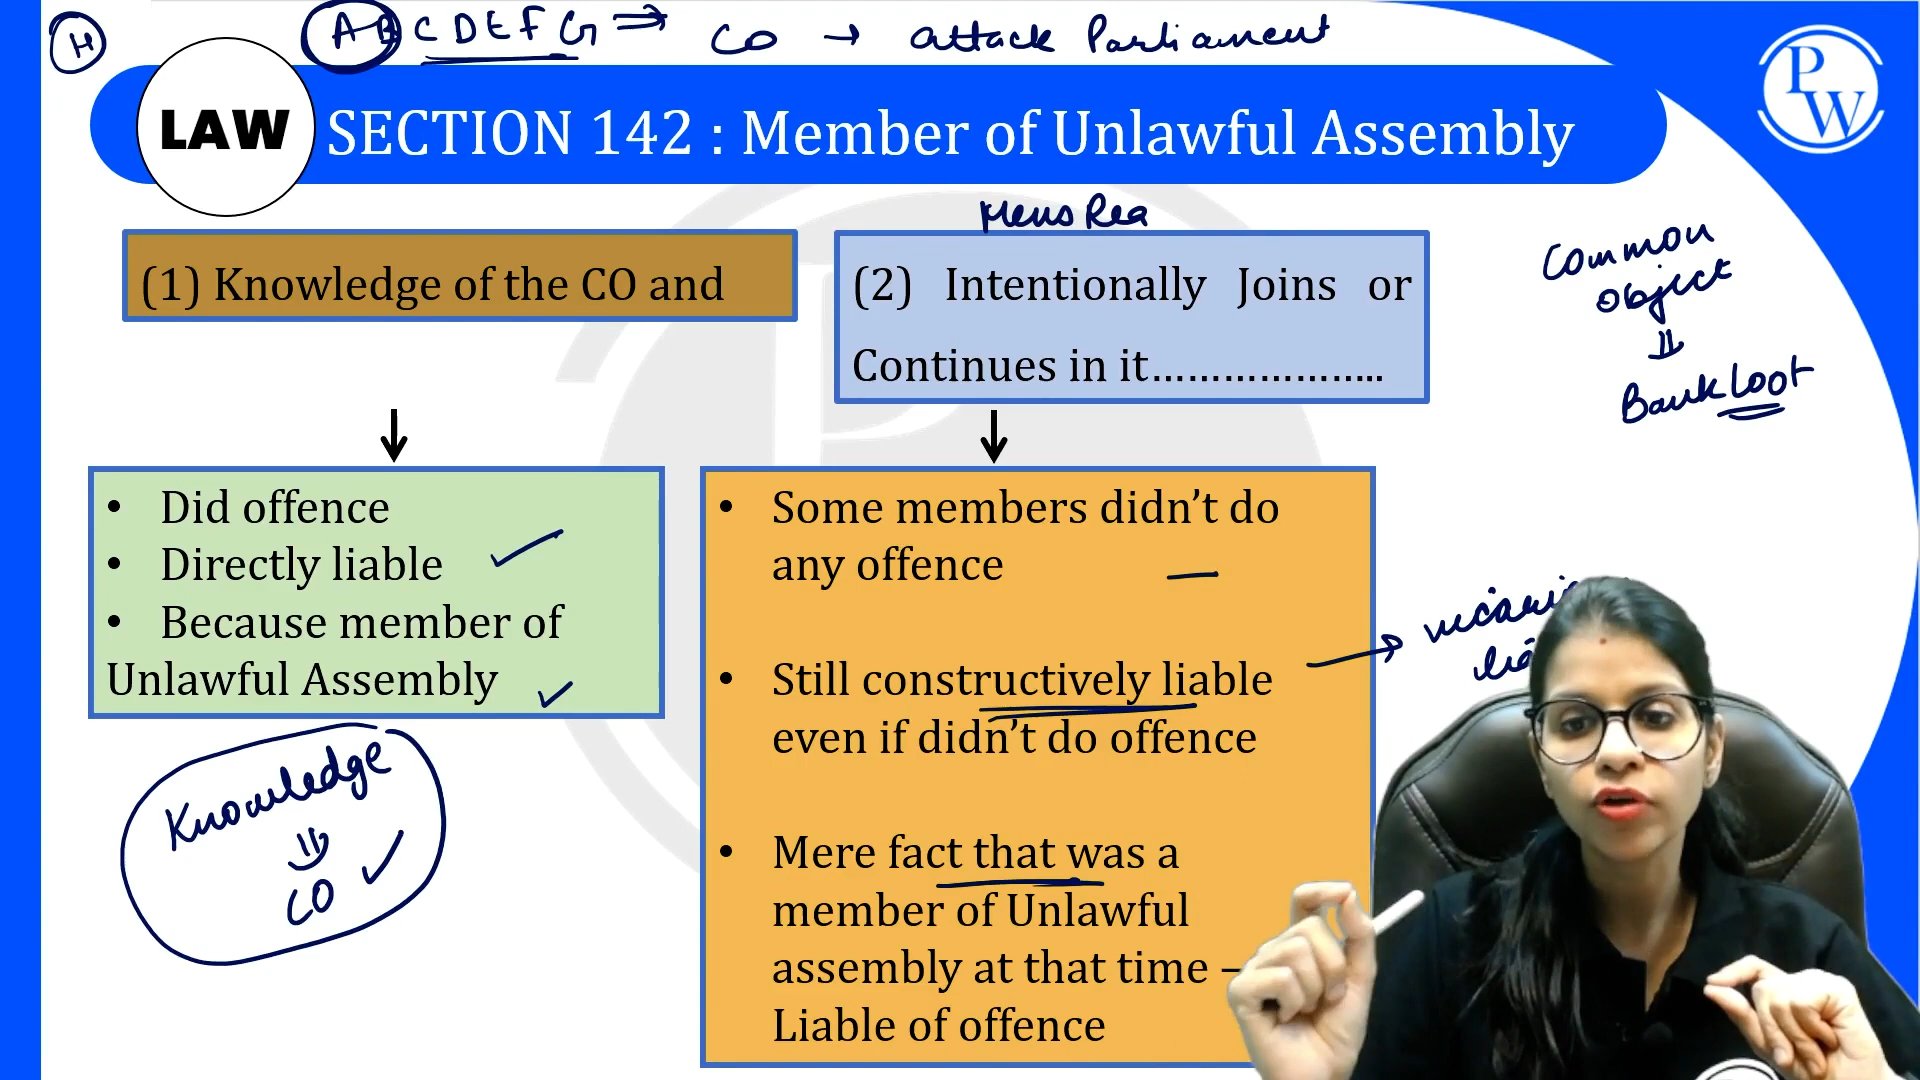 H
A B C D E F G ⇒ CO → attack Parliament
LAW
SECTION 142 : Member of Unlawful Assembly
PW
Mens Rea
(1) Knowledge of the CO and
(2) Intentionally Joins or
Continues in it…………………..
Common
object
⇓
Bank Loot
• Did offence
• Directly liable
• Because member of
Unlawful Assembly
• Some members didn't do
any offence
• Still constructively liable
even if didn't do offence
• Mere fact that was a
member of Unlawful
assembly at that time –
Liable of offence
Knowledge
⇓
CO